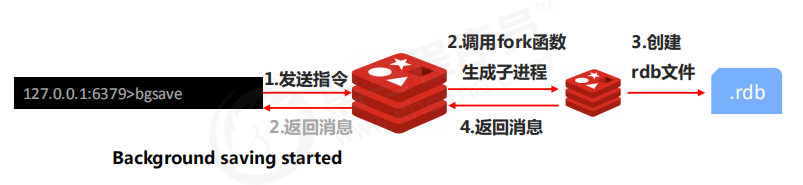 127.0.0.1:6379>bgsave
1.发送指令
2.返回消息
Background saving started
2.调用fork函数
生成子进程
4.返回消息
3.创建
rdb文件
.rdb